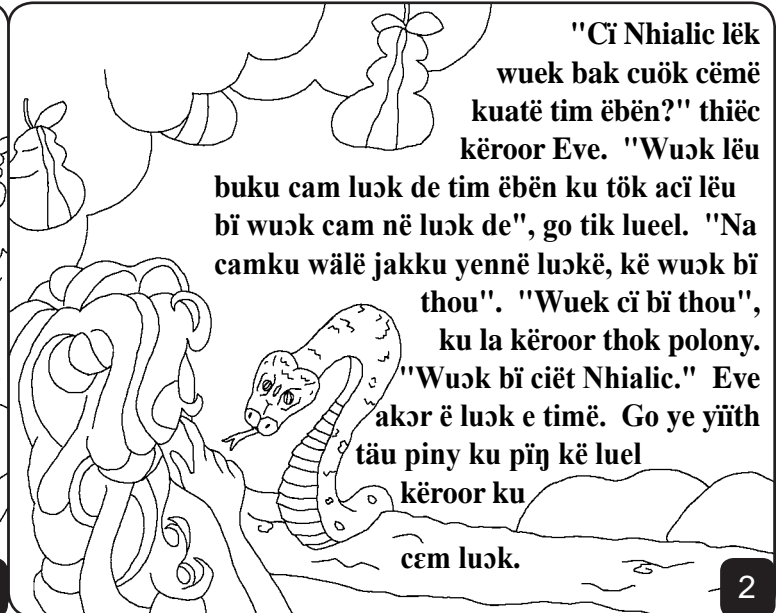 "Cï Nhialic lëk
wuek bak cuök cëmë
kuatë tim ëbën?" thiëc
këroor Eve. "Wuɔk lëu
buku cam luɔk de tim ëbën ku tök acï lëu
bï wuɔk cam në luɔk de", go tik lueel. "Na
camku wälë jakku yennë luɔkë, kë wuɔk bï
thou". "Wuek cï bï thou",
ku la këroor thok polony.
"Wuɔk bï ciët Nhialic." Eve
akɔr ë luɔk e timë. Go ye yïïth
täu piny ku pïŋ kë luel
këroor ku
cɛm luɔk.
2